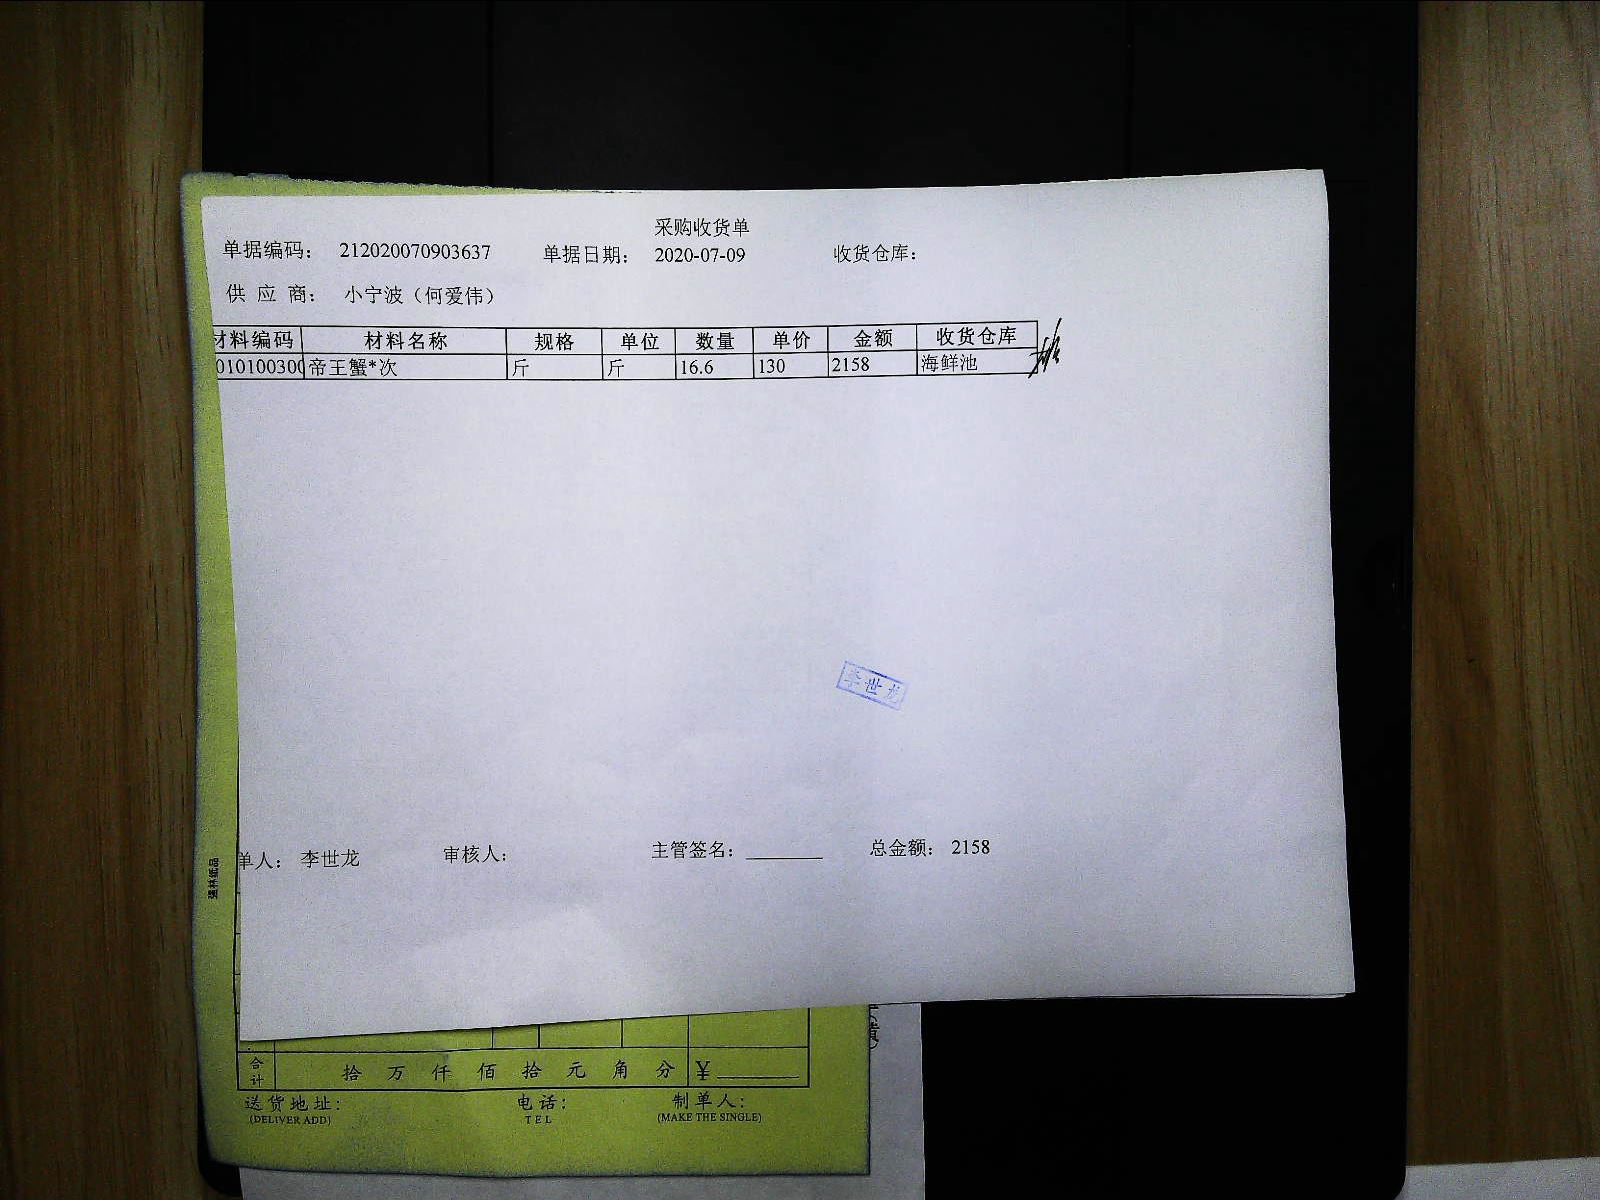 采购收货单
单据编码: 212020070903637 单据日期: 2020-07-09 收货仓库:
供 应 商: 小宁波（何爱伟）
材料编码 材料名称 规格 单位 数量 单价 金额 收货仓库
010100300 帝王蟹*次 斤 斤 16.6 130 2158 海鲜池
李世龙
单人: 李世龙 审核人: 主管签名: 总金额: 2158
强林纸品
合计 拾 万 仟 佰 拾 元 角 分 ¥
送货地址: 电话: 制单人:
(DELIVER ADD) TEL (MAKE THE SINGLE)